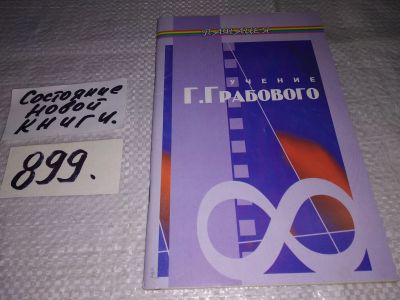 Состояние
новой
книги.
899.
УЧЕНИЕ
Г.ГРАБОВОГО